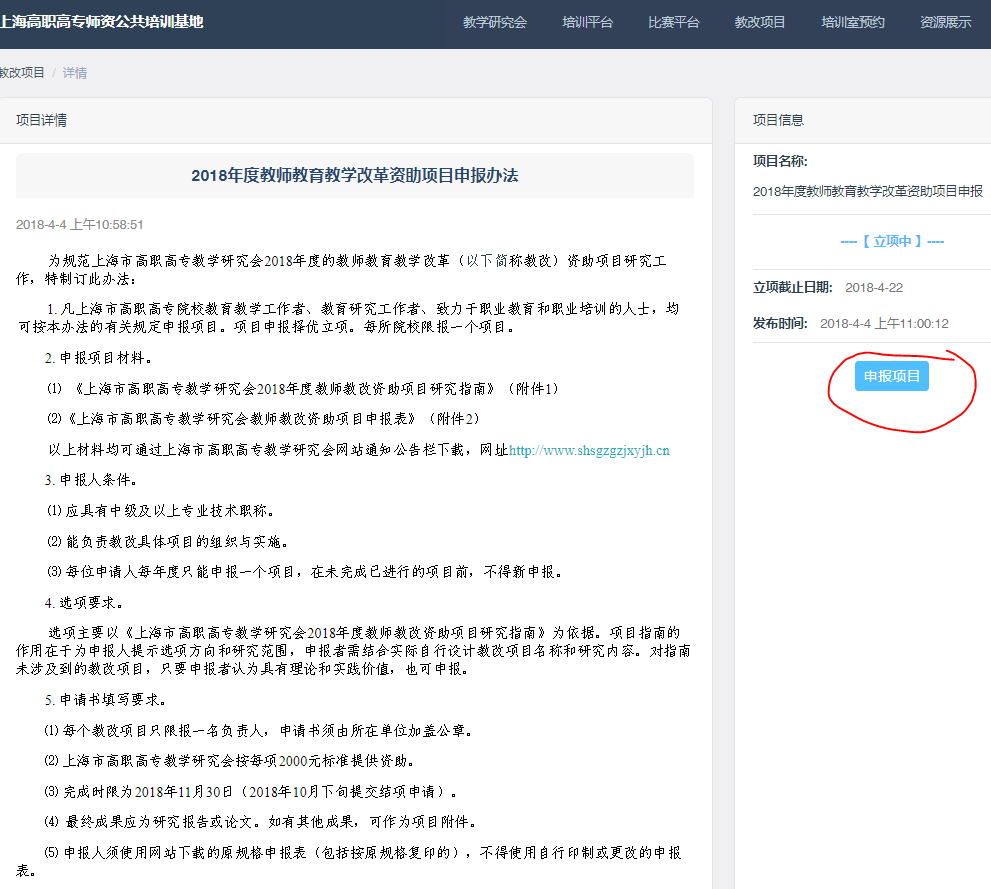 上海高职高专师资公共培训基地
教学研究会 培训平台 比赛平台 教改项目 培训室预约 资源展示
教改项目 / 详情
项目详情
2018年度教师教育教学改革资助项目申报办法
2018-4-4 上午10:58:51
为规范上海市高职高专教学研究会2018年度的教师教育教学改革（以下简称教改）资助项目研究工
作，特制订此办法：
1. 凡上海市高职高专院校教育教学工作者、教育研究工作者、致力于职业教育和职业培训的人士，均
可按本办法的有关规定申报项目。项目申报择优立项。每所院校限报一个项目。
2. 申报项目材料。
⑴ 《上海市高职高专教学研究会2018年度教师教改资助项目研究指南》（附件1）
⑵《上海市高职高专教学研究会教师教改资助项目申报表》（附件2）
以上材料均可通过上海市高职高专教学研究会网站通知公告栏下载，网址http://www.shsgzgzjxyjh.cn
3. 申报人条件。
⑴ 应具有中级及以上专业技术职称。
⑵ 能负责教改具体项目的组织与实施。
⑶ 每位申请人每年度只能申报一个项目，在未完成已进行的项目前，不得新申报。
4. 选项要求。
选项主要以《上海市高职高专教学研究会2018年度教师教改资助项目研究指南》为依据。项目指南的
作用在于为申报人提示选项方向和研究范围，申报者需结合实际自行设计教改项目名称和研究内容。对指南
未涉及到的教改项目，只要申报者认为具有理论和实践价值，也可申报。
5. 申请书填写要求。
⑴ 每个教改项目只限报一名负责人，申请书须由所在单位加盖公章。
⑵ 上海市高职高专教学研究会按每项2000元标准提供资助。
⑶ 完成时限为2018年11月30日（2018年10月下旬提交结项申请）。
⑷ 最终成果应为研究报告或论文。如有其他成果，可作为项目附件。
⑸ 申报人须使用网站下载的原规格申报表（包括按原规格复印的），不得使用自行印制或更改的申报
表。
项目信息
项目名称:
2018年度教师教育教学改革资助项目申报
----【 立项中 】----
立项截止日期: 2018-4-22
发布时间: 2018-4-4 上午11:00:12
申报项目